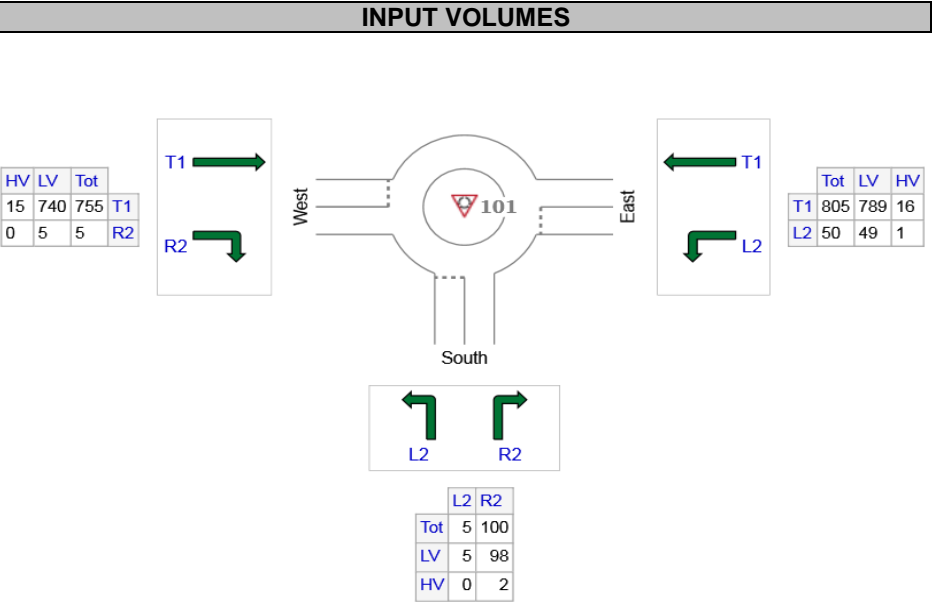 INPUT VOLUMES
T1
T1
HV LV Tot
15 740 755 T1
0 5 5 R2
West
101
East
Tot LV HV
T1 805 789 16
L2 50 49 1
R2
L2
South
L2 R2
L2 R2
Tot 5 100
LV 5 98
HV 0 2